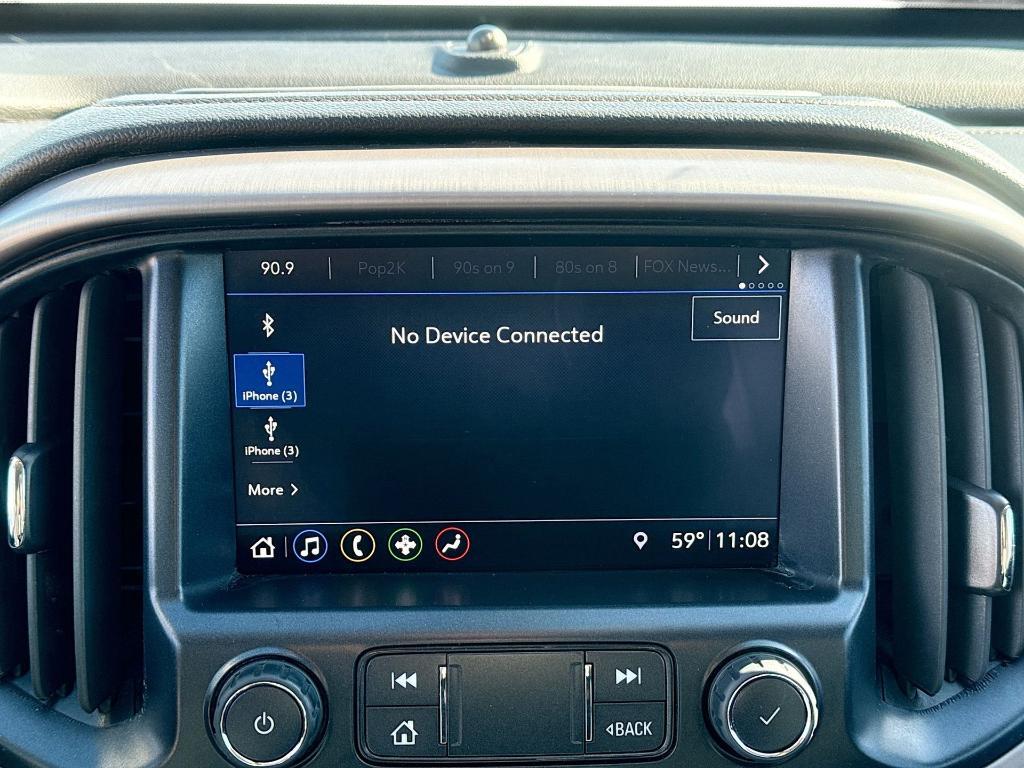 90.9 Pop2K 90s on 9 80s on 8 FOX News...
No Device Connected
Sound
iPhone (3)
iPhone (3)
More
59° 11:08
BACK